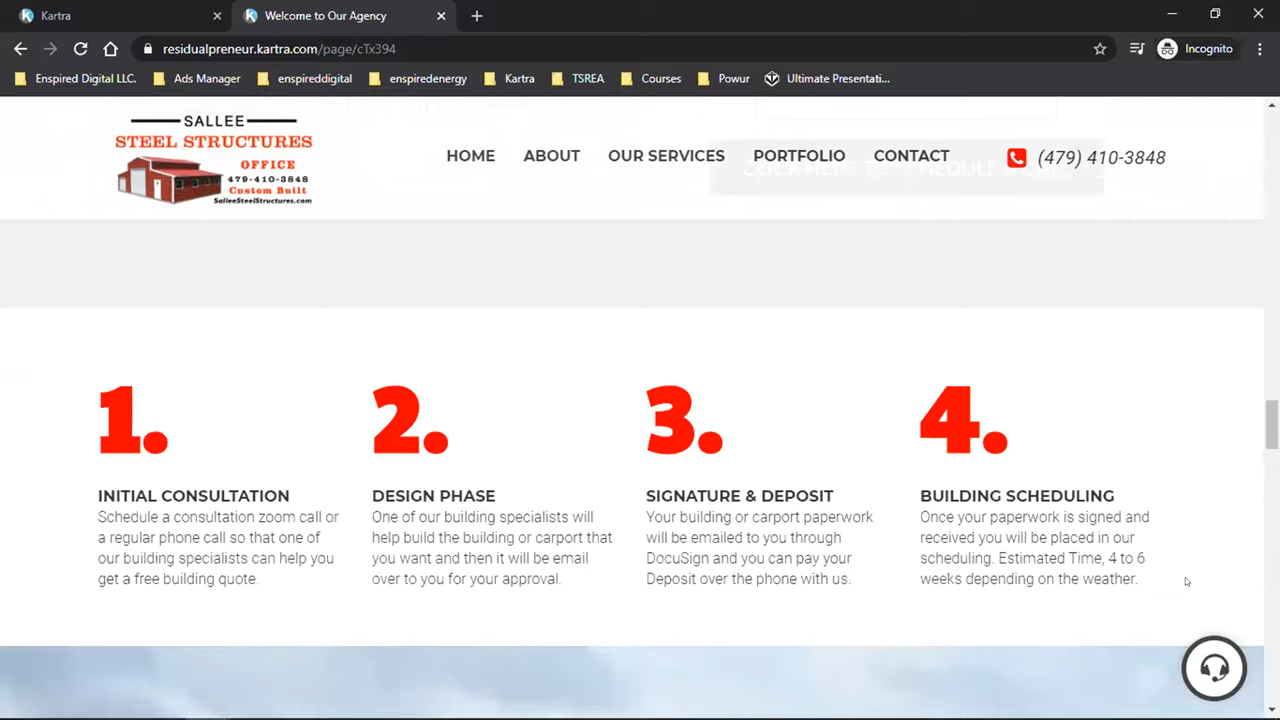 Kartra
Welcome to Our Agency
residualpreneur.kartra.com/page/cTx394
Incognito
Enspired Digital LLC.
Ads Manager
enspireddigital
enspiredenergy
Kartra
TSREA
Courses
Powur
Ultimate Presentati...
SALLEE
STEEL STRUCTURES
OFFICE
479-410-3848
Custom Built
SalleeSteelStructures.com
HOME
ABOUT
OUR SERVICES
PORTFOLIO
CONTACT
(479) 410-3848
1.
INITIAL CONSULTATION
Schedule a consultation zoom call or
a regular phone call so that one of
our building specialists can help you
get a free building quote.
2.
DESIGN PHASE
One of our building specialists will
help build the building or carport that
you want and then it will be email
over to you for your approval.
3.
SIGNATURE & DEPOSIT
Your building or carport paperwork
will be emailed to you through
DocuSign and you can pay your
Deposit over the phone with us.
4.
BUILDING SCHEDULING
Once your paperwork is signed and
received you will be placed in our
scheduling. Estimated Time, 4 to 6
weeks depending on the weather.